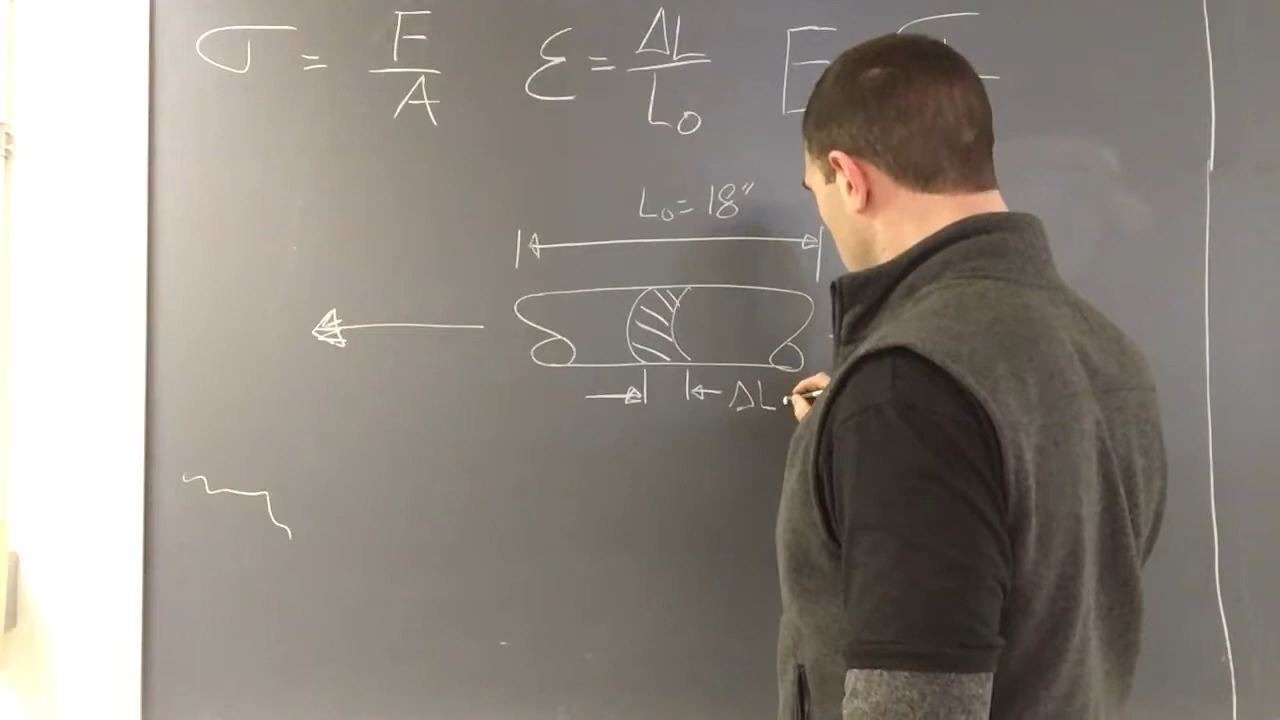 σ = F/A ε = ΔL/L₀ E
L₀ = 18"
ΔL